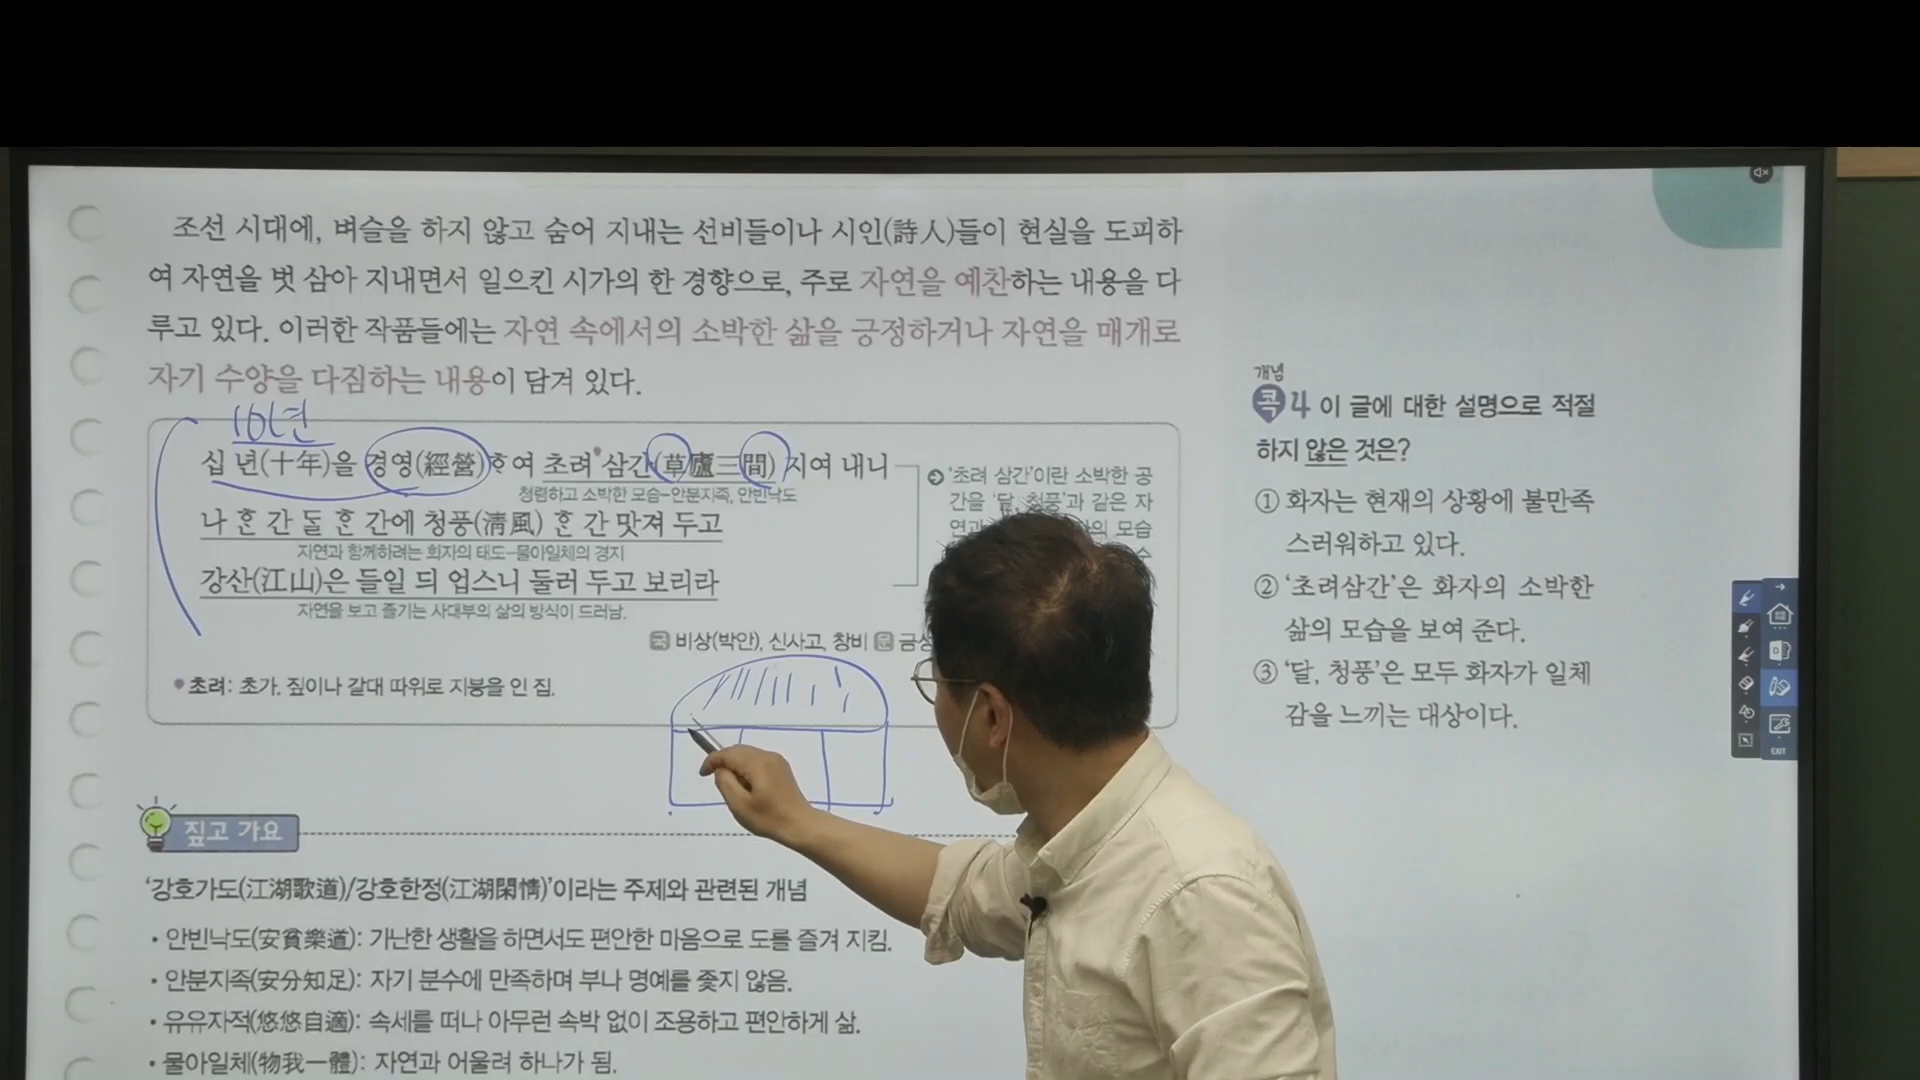 조선 시대에, 벼슬을 하지 않고 숨어 지내는 선비들이나 시인(詩人)들이 현실을 도피하
여 자연을 벗 삼아 지내면서 일으킨 시가의 한 경향으로, 주로 자연을 예찬하는 내용을 다
루고 있다. 이러한 작품들에는 자연 속에서의 소박한 삶을 긍정하거나 자연을 매개로
자기 수양을 다짐하는 내용이 담겨 있다.
10년
십 년(十年)을 경영(經營)ᄒᆞ여 초려 삼간(草廬三間) 지여 내니
청렴하고 소박한 모습-안분지족, 안빈낙도
나 ᄒᆞᆫ 간 ᄃᆞᆯ ᄒᆞᆫ 간에 청풍(淸風) ᄒᆞᆫ 간 맛져 두고
자연과 함께하려는 화자의 태도-물아일체의 경지
강산(江山)은 들일 듸 업스니 둘러 두고 보리라
자연을 보고 즐기는 사대부의 삶의 방식이 드러남.
'초려 삼간'이란 소박한 공
간을 '달, 청풍'과 같은 자
연과 의 모습
국 비상(박안), 신사고, 창비 문 금성
초려: 초가. 짚이나 갈대 따위로 지붕을 인 집.
짚고 가요
'강호가도(江湖歌道)/강호한정(江湖閑情)'이라는 주제와 관련된 개념
• 안빈낙도(安貧樂道): 가난한 생활을 하면서도 편안한 마음으로 도를 즐겨 지킴.
• 안분지족(安分知足): 자기 분수에 만족하며 부나 명예를 좇지 않음.
• 유유자적(悠悠自適): 속세를 떠나 아무런 속박 없이 조용하고 편안하게 삶.
• 물아일체(物我一體): 자연과 어울려 하나가 됨.
개념
콕 4 이 글에 대한 설명으로 적절
하지 않은 것은?
① 화자는 현재의 상황에 불만족
스러워하고 있다.
② '초려삼간'은 화자의 소박한
삶의 모습을 보여 준다.
③ '달, 청풍'은 모두 화자가 일체
감을 느끼는 대상이다.
EXIT